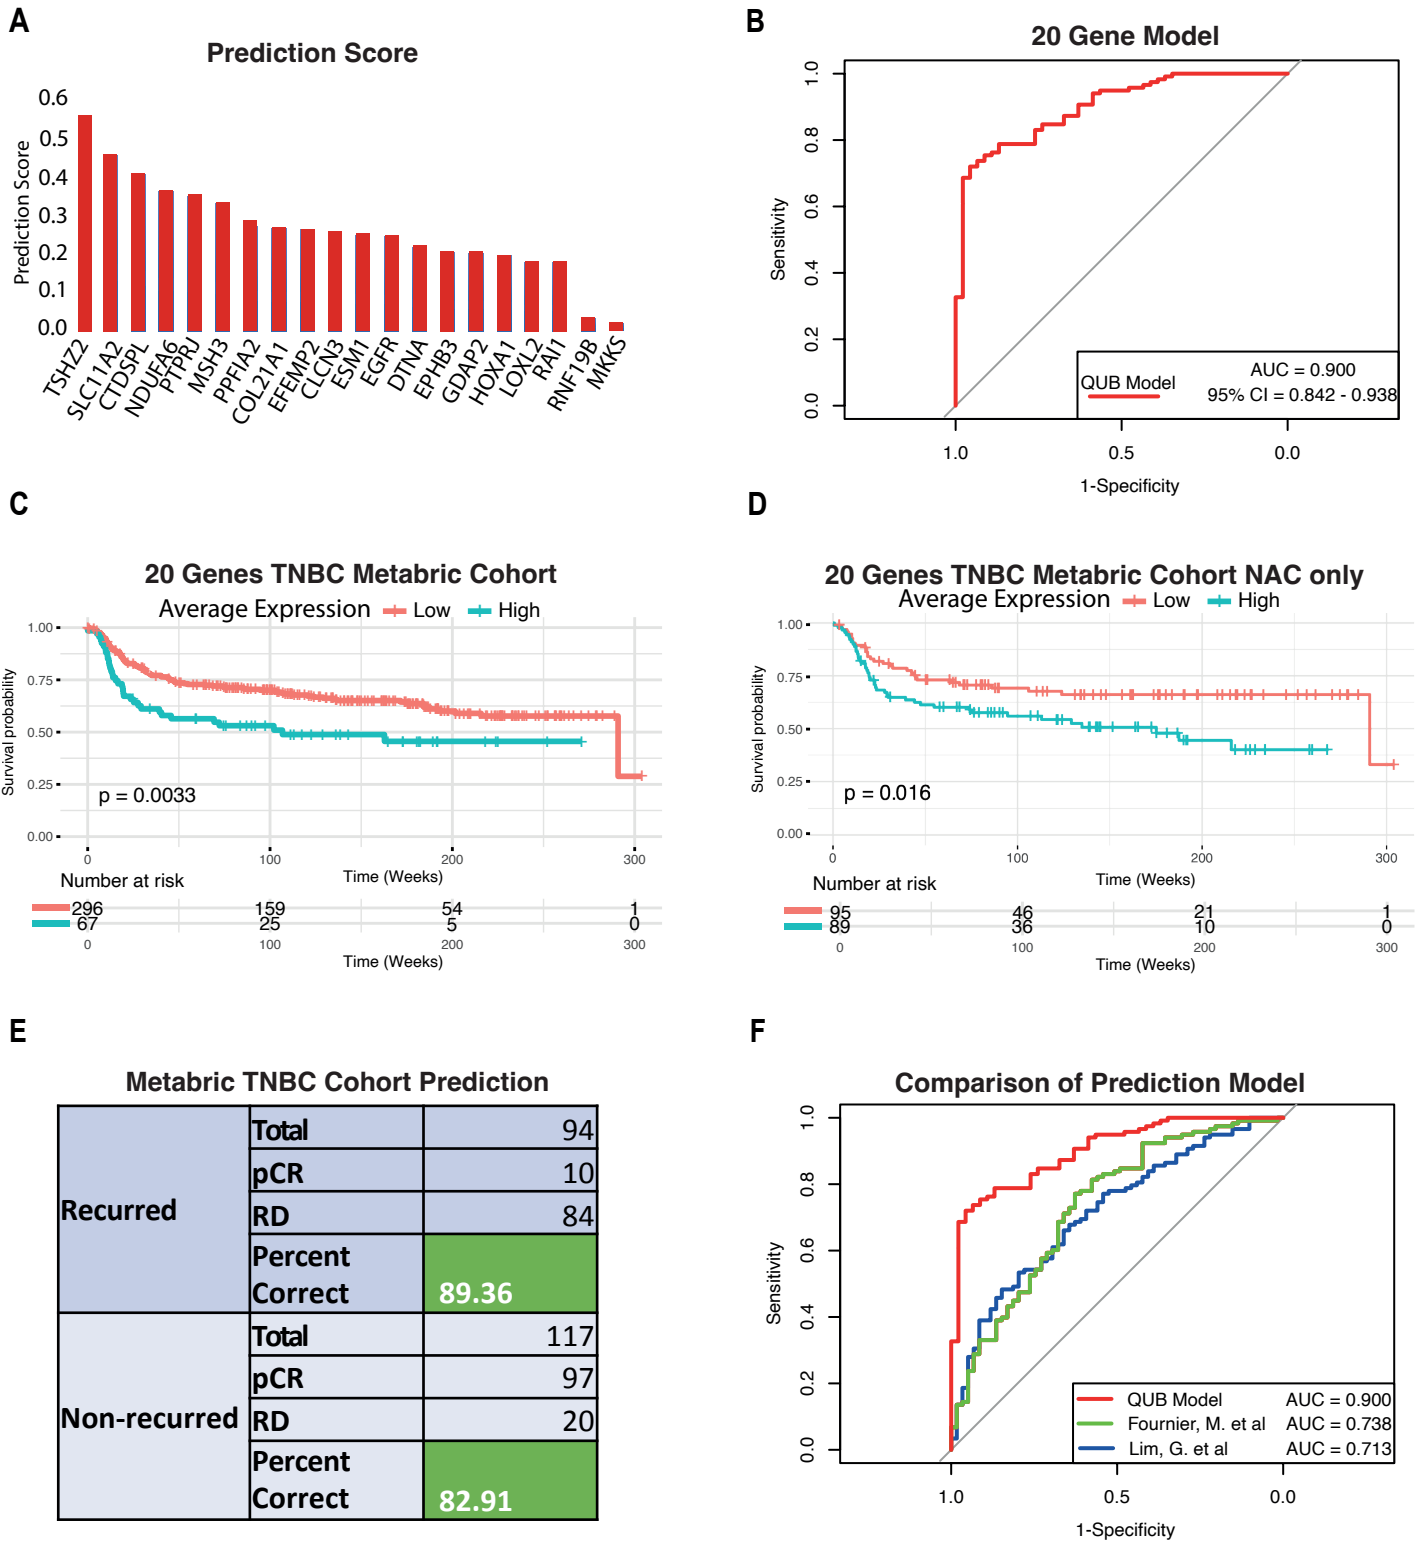 A
Prediction Score
Prediction Score
0.6
0.5
0.4
0.3
0.2
0.1
0.0
TSHZ2
SLC11A2
CTDSPL
NDUFA6
PTPRJ
MSH3
PPFIA2
COL21A1
EFEMP2
CLCN3
ESM1
EGFR
DTNA
EPHB3
GDAP2
HOXA1
LOXL2
RAI1
RNF19B
MKKS
B
20 Gene Model
Sensitivity
1.0
0.8
0.6
0.4
0.2
0.0
QUB Model
AUC = 0.900
95% CI = 0.842 - 0.938
1.0 0.5 0.0
1-Specificity
C
20 Genes TNBC Metabric Cohort
Average Expression Low High
Survival probability
1.00
0.75
0.50
0.25
0.00
p = 0.0033
0 100 200 300
Time (Weeks)
Number at risk
296 159 54 1
67 25 5 0
0 100 200 300
Time (Weeks)
D
20 Genes TNBC Metabric Cohort NAC only
Average Expression Low High
Survival probability
1.00
0.75
0.50
0.25
0.00
p = 0.016
0 100 200 300
Time (Weeks)
Number at risk
95 46 21 1
89 36 10 0
0 100 200 300
Time (Weeks)
E
Metabric TNBC Cohort Prediction
Recurred
Total 94
pCR 10
RD 84
Percent
Correct 89.36
Non-recurred
Total 117
pCR 97
RD 20
Percent
Correct 82.91
F
Comparison of Prediction Model
Sensitivity
1.0
0.8
0.6
0.4
0.2
0.0
QUB Model AUC = 0.900
Fournier, M. et al AUC = 0.738
Lim, G. et al AUC = 0.713
1.0 0.5 0.0
1-Specificity